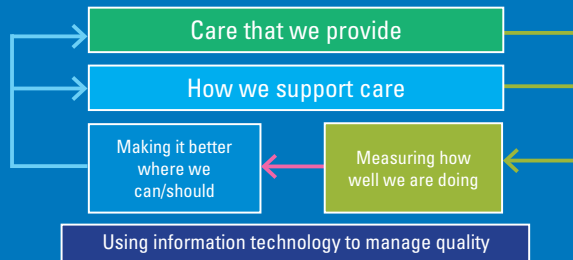 Care that we provide
How we support care
Making it better
where we
can/should
Measuring how
well we are doing
Using information technology to manage quality